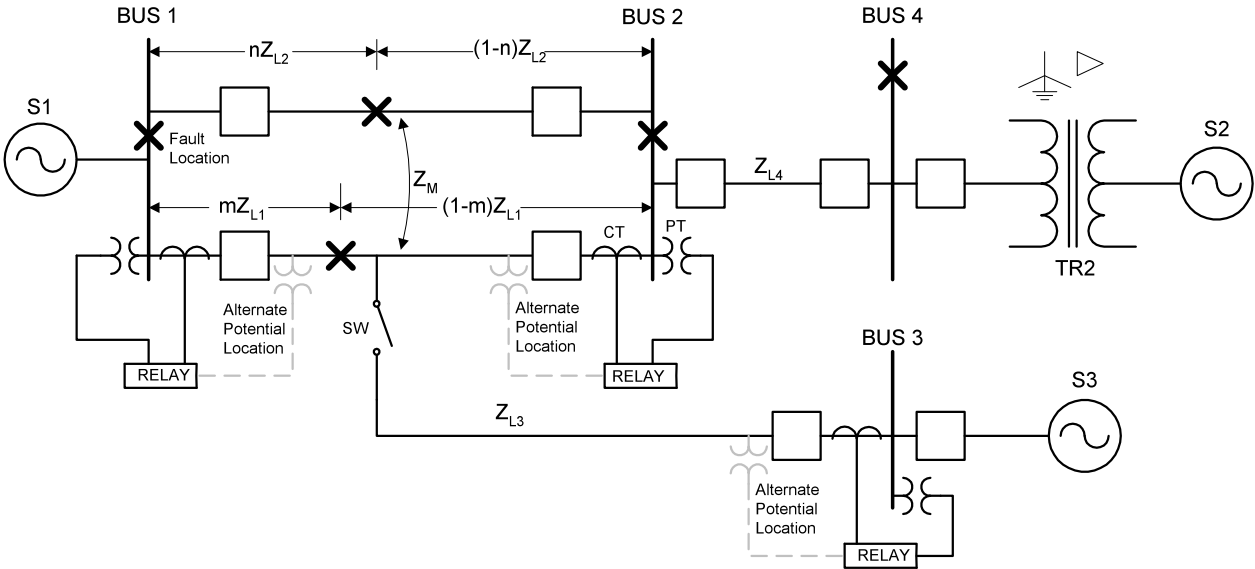 BUS 1
BUS 2
BUS 4
nZL2
(1-n)ZL2
S1
Fault
Location
ZM
ZL4
S2
mZL1
(1-m)ZL1
CT
PT
TR2
Alternate
Potential
Location
SW
Alternate
Potential
Location
RELAY
RELAY
BUS 3
S3
ZL3
Alternate
Potential
Location
RELAY